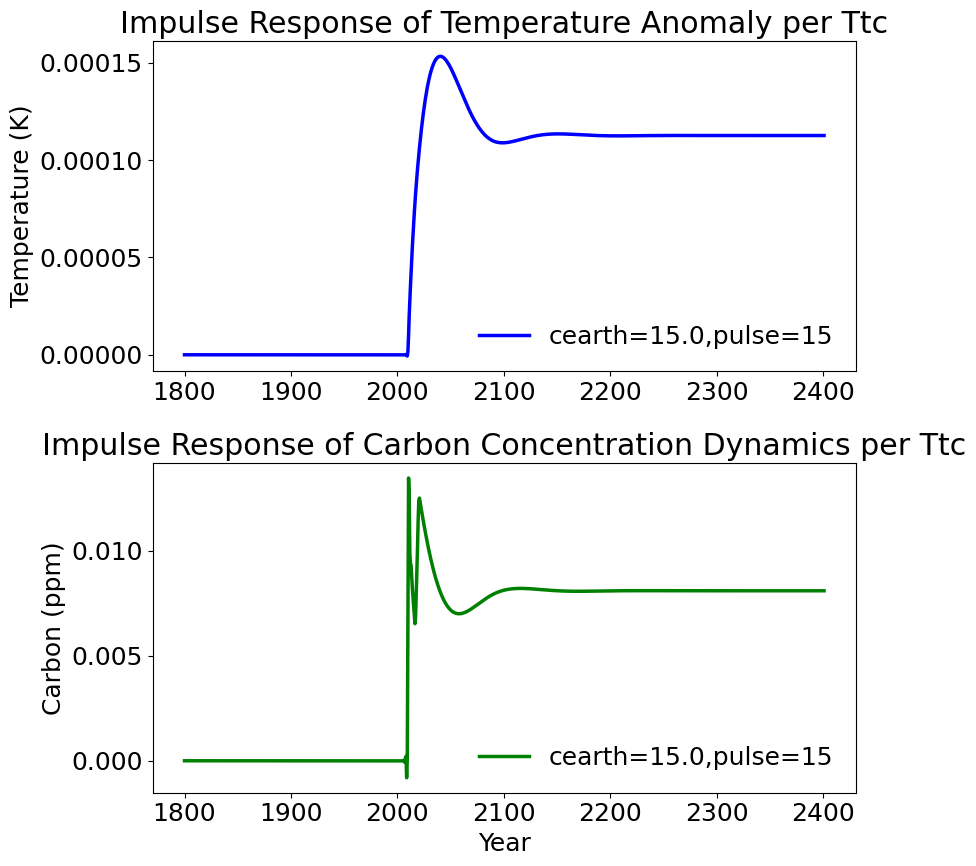 Impulse Response of Temperature Anomaly per Ttc
Temperature (K)
0.00015
0.00010
0.00005
0.00000
cearth=15.0,pulse=15
1800 1900 2000 2100 2200 2300 2400
Impulse Response of Carbon Concentration Dynamics per Ttc
Carbon (ppm)
0.010
0.005
0.000
cearth=15.0,pulse=15
1800 1900 2000 2100 2200 2300 2400
Year